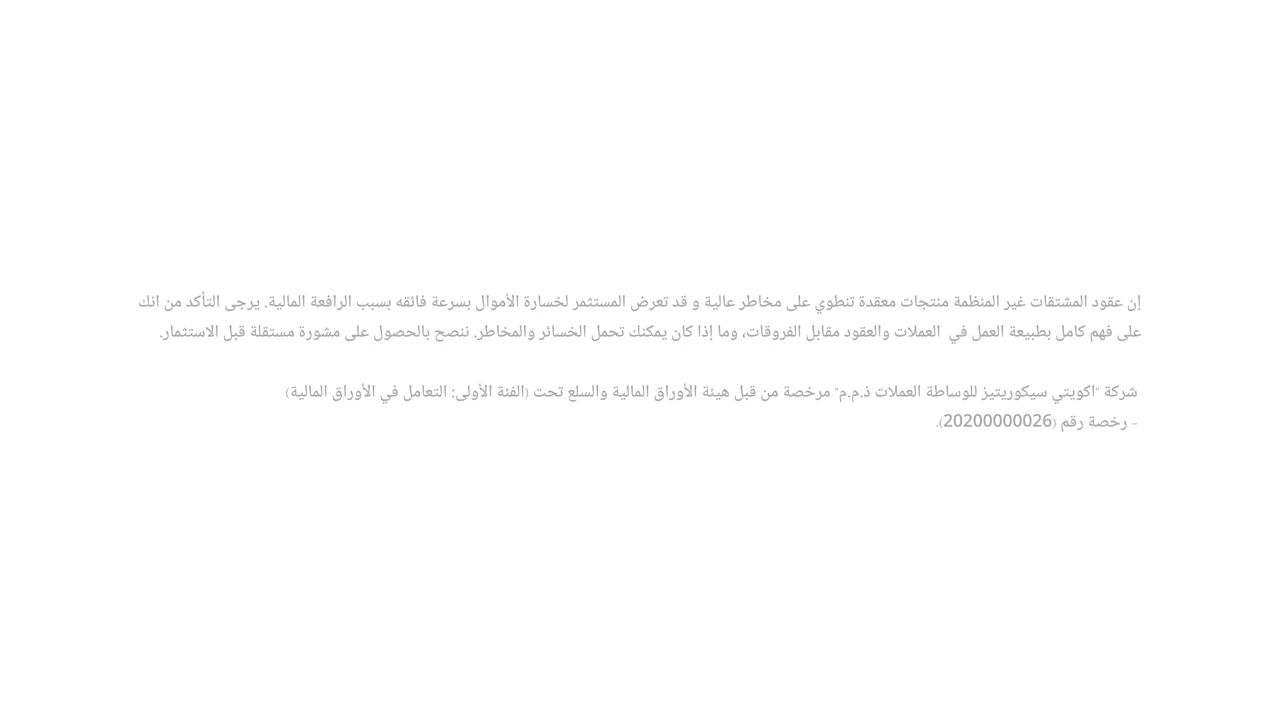 إن عقود المشتقات غير المنظمة منتجات معقدة تنطوي على مخاطر عالية و قد تعرض المستثمر لخسارة الأموال بسرعة فائقه بسبب الرافعة المالية. يرجى التأكد من انك
على فهم كامل بطبيعة العمل في العملات والعقود مقابل الفروقات، وما إذا كان يمكنك تحمل الخسائر والمخاطر. ننصح بالحصول على مشورة مستقلة قبل الاستثمار.
شركة "اكويتي سيكوريتيز للوساطة العملات ذ.م.م" مرخصة من قبل هيئة الأوراق المالية والسلع تحت (الفئة الأولى: التعامل في الأوراق المالية)
– رخصة رقم (20200000026).